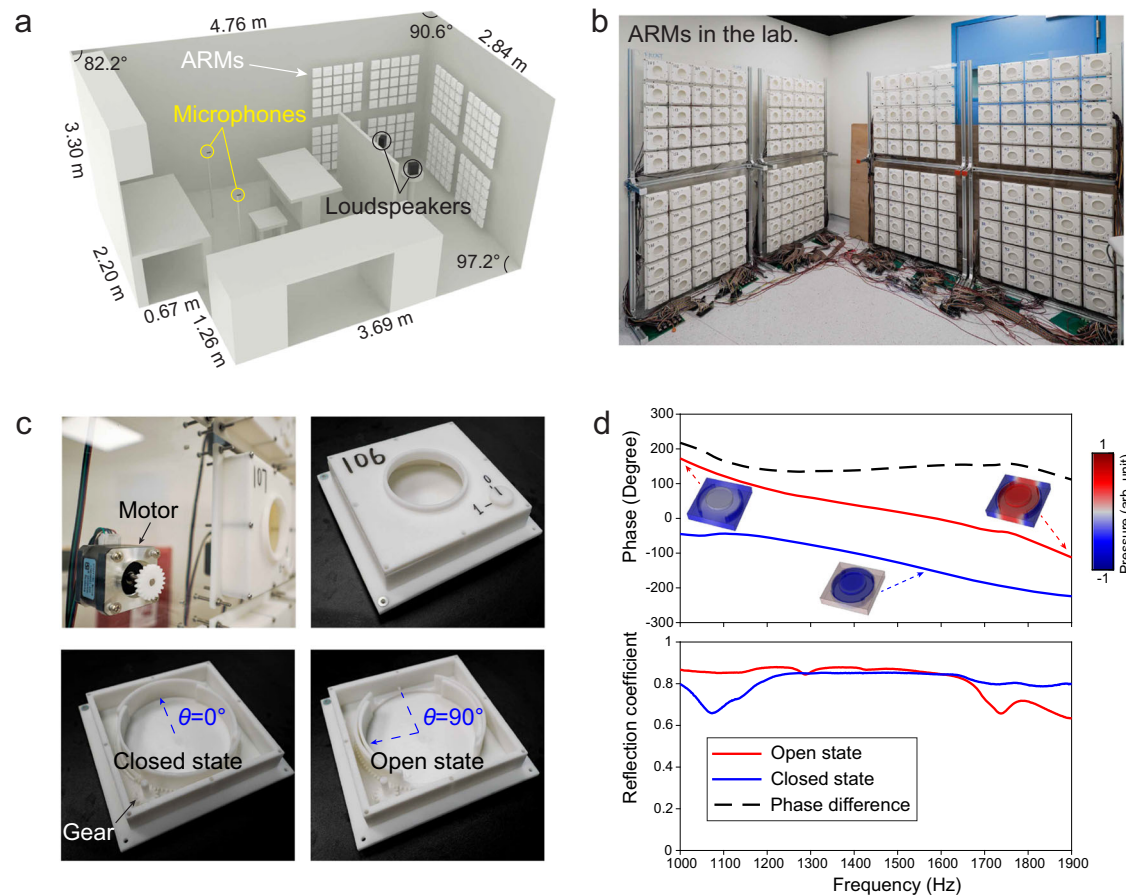 a
4.76 m
90.6°
2.84 m
82.2°
ARMs
Microphones
3.30 m
Loudspeakers
2.20 m
97.2°
0.67 m
1.26 m
3.69 m
b
ARMs in the lab.
c
Motor
107
106
0
1
θ=0°
Closed state
Gear
θ=90°
Open state
d
300
200
100
0
-100
-200
-300
Phase (Degree)
1
-1
Pressure (arb. unit)
1
0.8
0.6
0.4
0.2
0
Reflection coefficient
Open state
Closed state
Phase difference
1000 1100 1200 1300 1400 1500 1600 1700 1800 1900
Frequency (Hz)